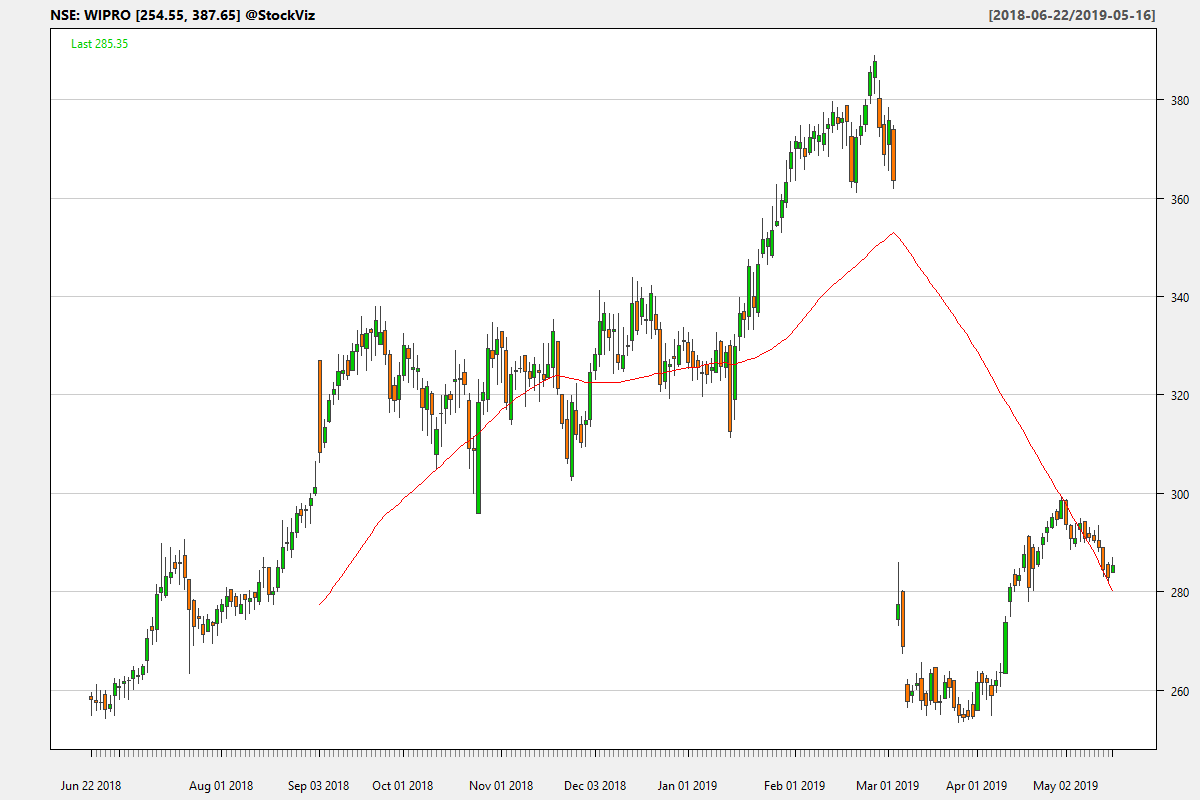 NSE: WIPRO [254.55, 387.65] @StockViz [2018-06-22/2019-05-16]
Last 285.35
380
360
340
320
300
280
260
Jun 22 2018 Aug 01 2018 Sep 03 2018 Oct 01 2018 Nov 01 2018 Dec 03 2018 Jan 01 2019 Feb 01 2019 Mar 01 2019 Apr 01 2019 May 02 2019